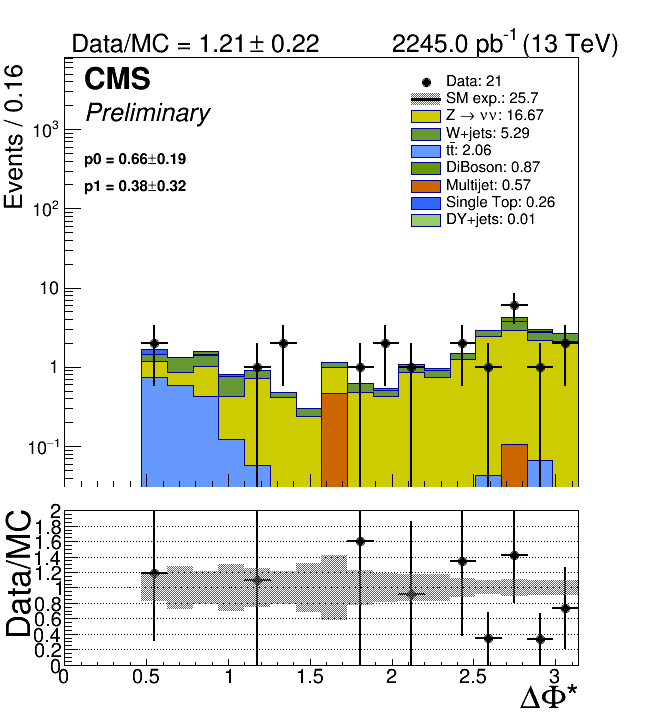 Data/MC = 1.21 ± 0.22 2245.0 pb⁻¹ (13 TeV)
Events / 0.16
CMS
Preliminary
p0 = 0.66±0.19
p1 = 0.38±0.32
Data: 21
SM exp.: 25.7
Z → νν: 16.67
W+jets: 5.29
tt̄: 2.06
DiBoson: 0.87
Multijet: 0.57
Single Top: 0.26
DY+jets: 0.01
10³
10²
10
1
10⁻¹
Data/MC
2
1.8
1.6
1.4
1.2
1
0.8
0.6
0.4
0.2
0
0 0.5 1 1.5 2 2.5 3
ΔΦ*